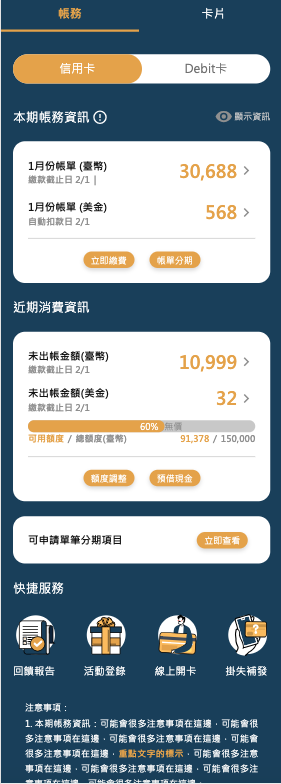 帳務
卡片
信用卡
Debit卡
本期帳務資訊
顯示資訊
1月份帳單 (臺幣)
30,688
繳款截止日 2/1 |
1月份帳單 (美金)
568
自動扣款日 2/1
立即繳費
帳單分期
近期消費資訊
未出帳金額(臺幣)
10,999
繳款截止日 2/1
未出帳金額(美金)
32
繳款截止日 2/1
60%
可用額度 / 總額度(臺幣)
91,378 / 150,000
額度調整
預借現金
可申請單筆分期項目
立即查看
快捷服務
回饋報告
活動登錄
線上開卡
掛失補發
注意事項：
1. 本期帳務資訊：可能會很多注意事項在這邊，可能會很
多注意事項在這邊，可能會很多注意事項在這邊，可能會
很多注意事項在這邊，重點文字的標示，可能會很多注意
事項在這邊，可能會很多注意事項在這邊，可能會很多注